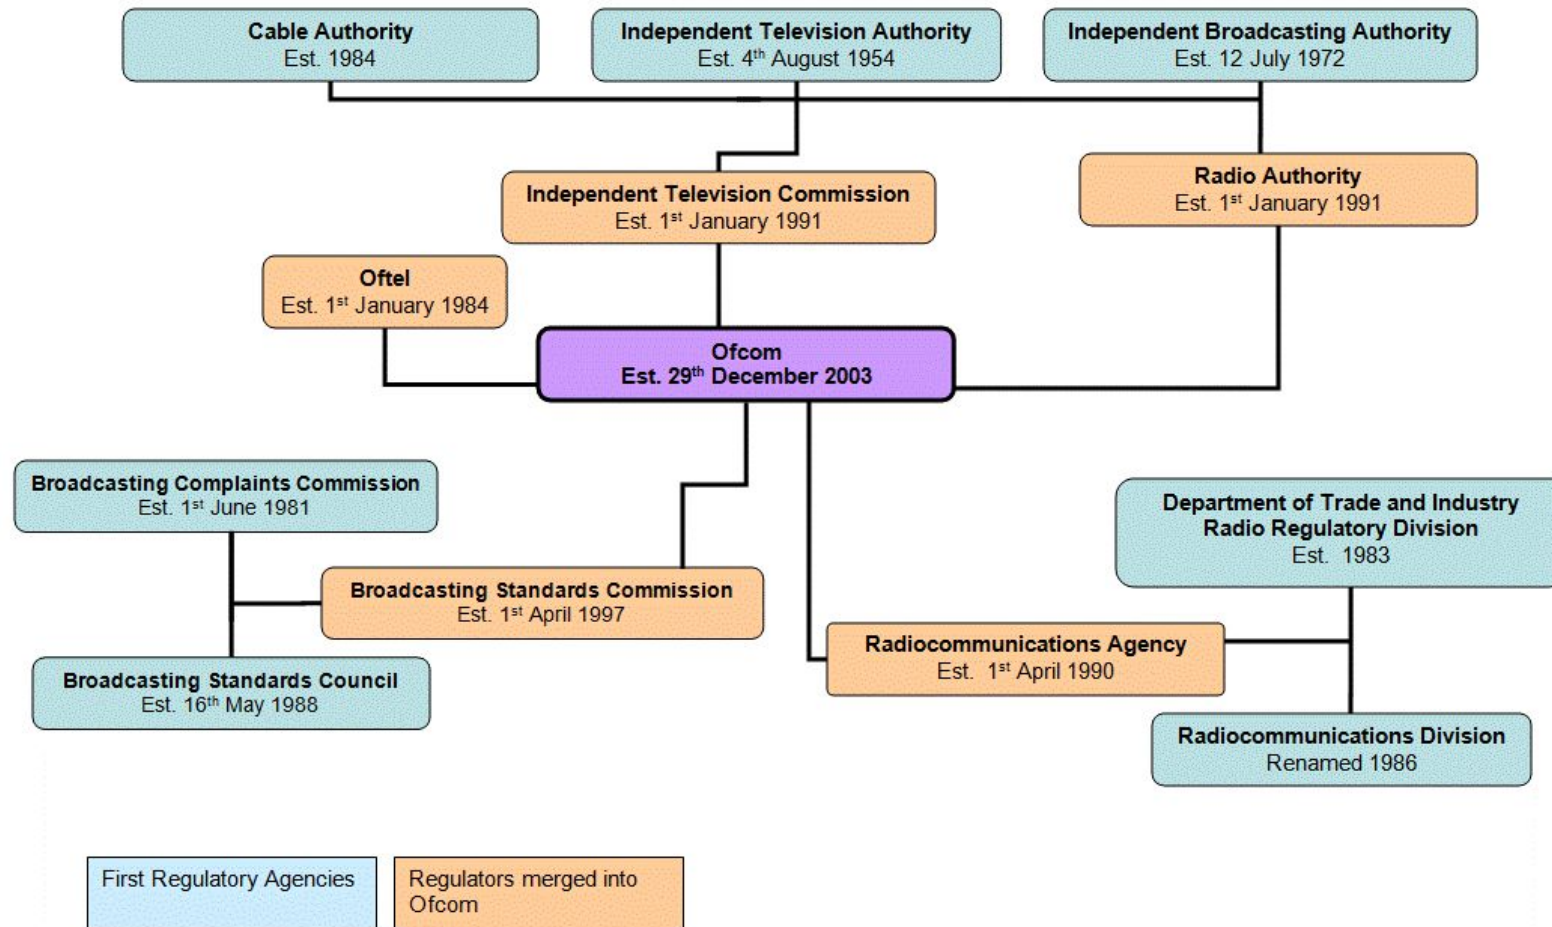 Cable Authority
Est. 1984
Independent Television Authority
Est. 4th August 1954
Independent Broadcasting Authority
Est. 12 July 1972
Independent Television Commission
Est. 1st January 1991
Radio Authority
Est. 1st January 1991
Oftel
Est. 1st January 1984
Ofcom
Est. 29th December 2003
Broadcasting Complaints Commission
Est. 1st June 1981
Department of Trade and Industry
Radio Regulatory Division
Est. 1983
Broadcasting Standards Commission
Est. 1st April 1997
Radiocommunications Agency
Est. 1st April 1990
Broadcasting Standards Council
Est. 16th May 1988
Radiocommunications Division
Renamed 1986
First Regulatory Agencies
Regulators merged into
Ofcom